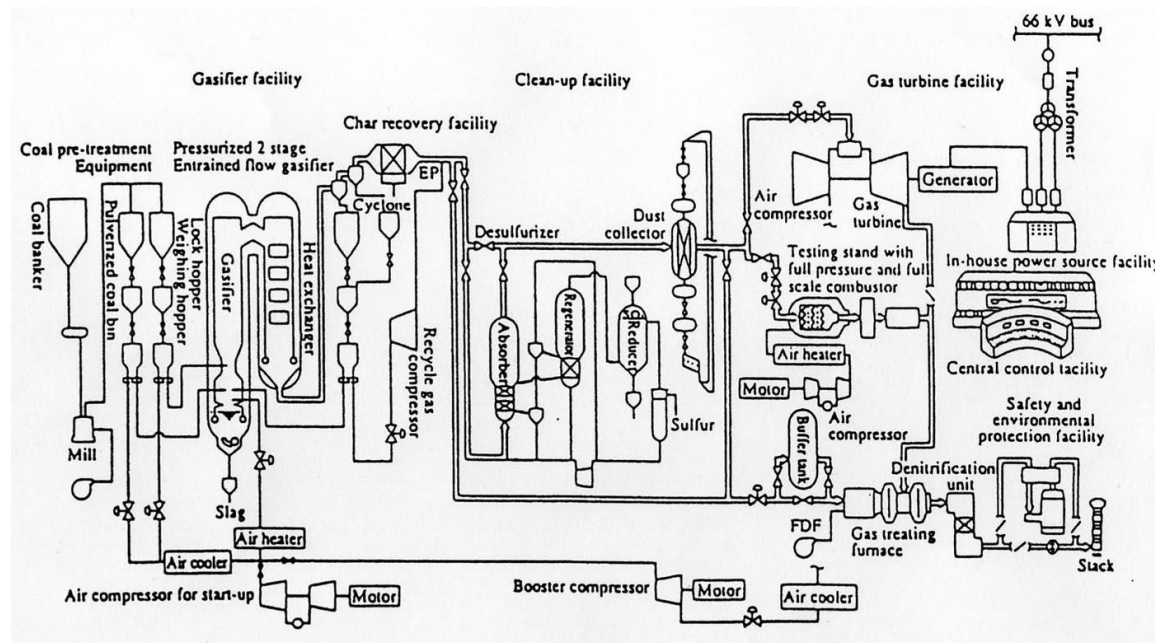 66 kV bus
Gasifier facility
Clean-up facility
Gas turbine facility
Transformer
Char recovery facility
Coal pre-treatment
Equipment
Pressurized 2 stage
Entrained flow gasifier
EP
Cyclone
Generator
Coal banker
Pulverized coal bin
Lock hopper
Weighing hopper
Gasifier
Heat exchanger
Recycle gas
compressor
Desulfurizer
Dust
collector
Air
compressor
Gas
turbine
Testing stand with
full pressure and full
scale combustor
In-house power source facility
Absorber
Regenerator
Reducer
Sulfur
Air heater
Motor
Air
compressor
Central control facility
Safety and
environmental
protection facility
Mill
Slag
Buffer
tank
Denitrification
unit
FDF
Gas treating
furnace
Stack
Air heater
Air cooler
Air compressor for start-up
Motor
Booster compressor
Motor
Air cooler